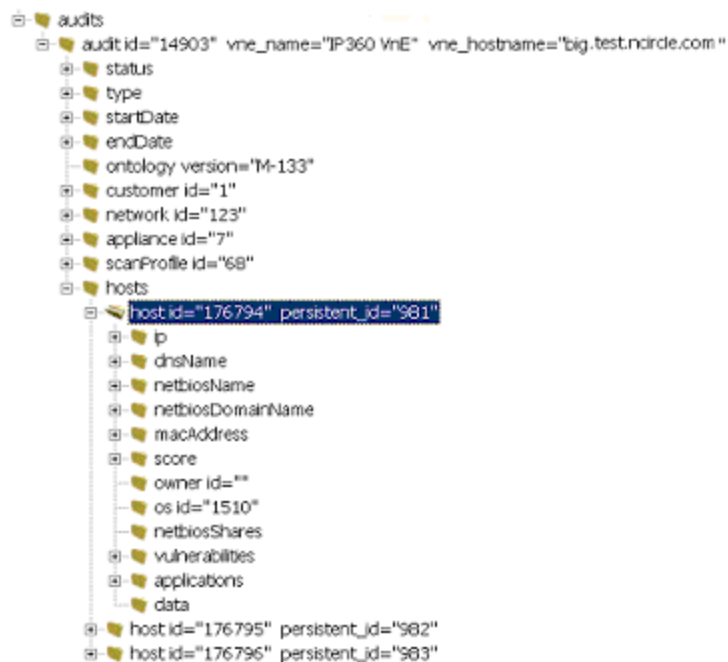 audits
audit id="14903" vne_name="IP360 VnE" vne_hostname="big.test.ncircle.com"
status
type
startDate
endDate
ontology version="M-133"
customer id="1"
network id="123"
appliance id="7"
scanProfile id="68"
hosts
host id="176794" persistent_id="981"
ip
dnsName
netbiosName
netbiosDomainName
macAddress
score
owner id=""
os id="1510"
netbiosShares
vulnerabilities
applications
data
host id="176795" persistent_id="982"
host id="176796" persistent_id="983"